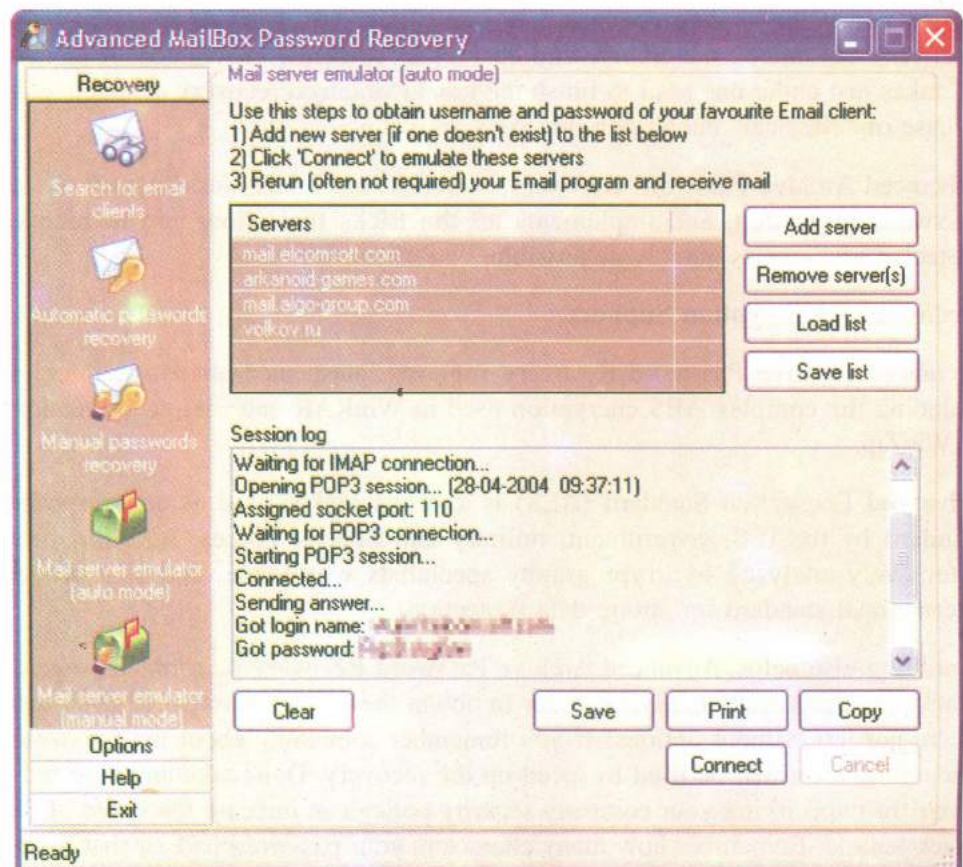 Advanced MailBox Password Recovery
Recovery
Search for email
clients
Automatic passwords
recovery
Manual passwords
recovery
Mail server emulator
(auto mode)
Mail server emulator
(manual mode)
Options
Help
Exit
Mail server emulator (auto mode)
Use this steps to obtain username and password of your favourite Email client:
1) Add new server (if one doesn't exist) to the list below
2) Click 'Connect' to emulate these servers
3) Rerun (often not required) your Email program and receive mail
Servers
mail.elcomsoft.com
arkanoid-games.com
mail.algo-group.com
volkov.ru
Add server
Remove server(s)
Load list
Save list
Session log
Waiting for IMAP connection...
Opening POP3 session... (28-04-2004 09:37:11)
Assigned socket port: 110
Waiting for POP3 connection...
Starting POP3 session...
Connected...
Sending answer...
Got login name:
Got password:
Clear
Save
Print
Copy
Connect
Cancel
Ready